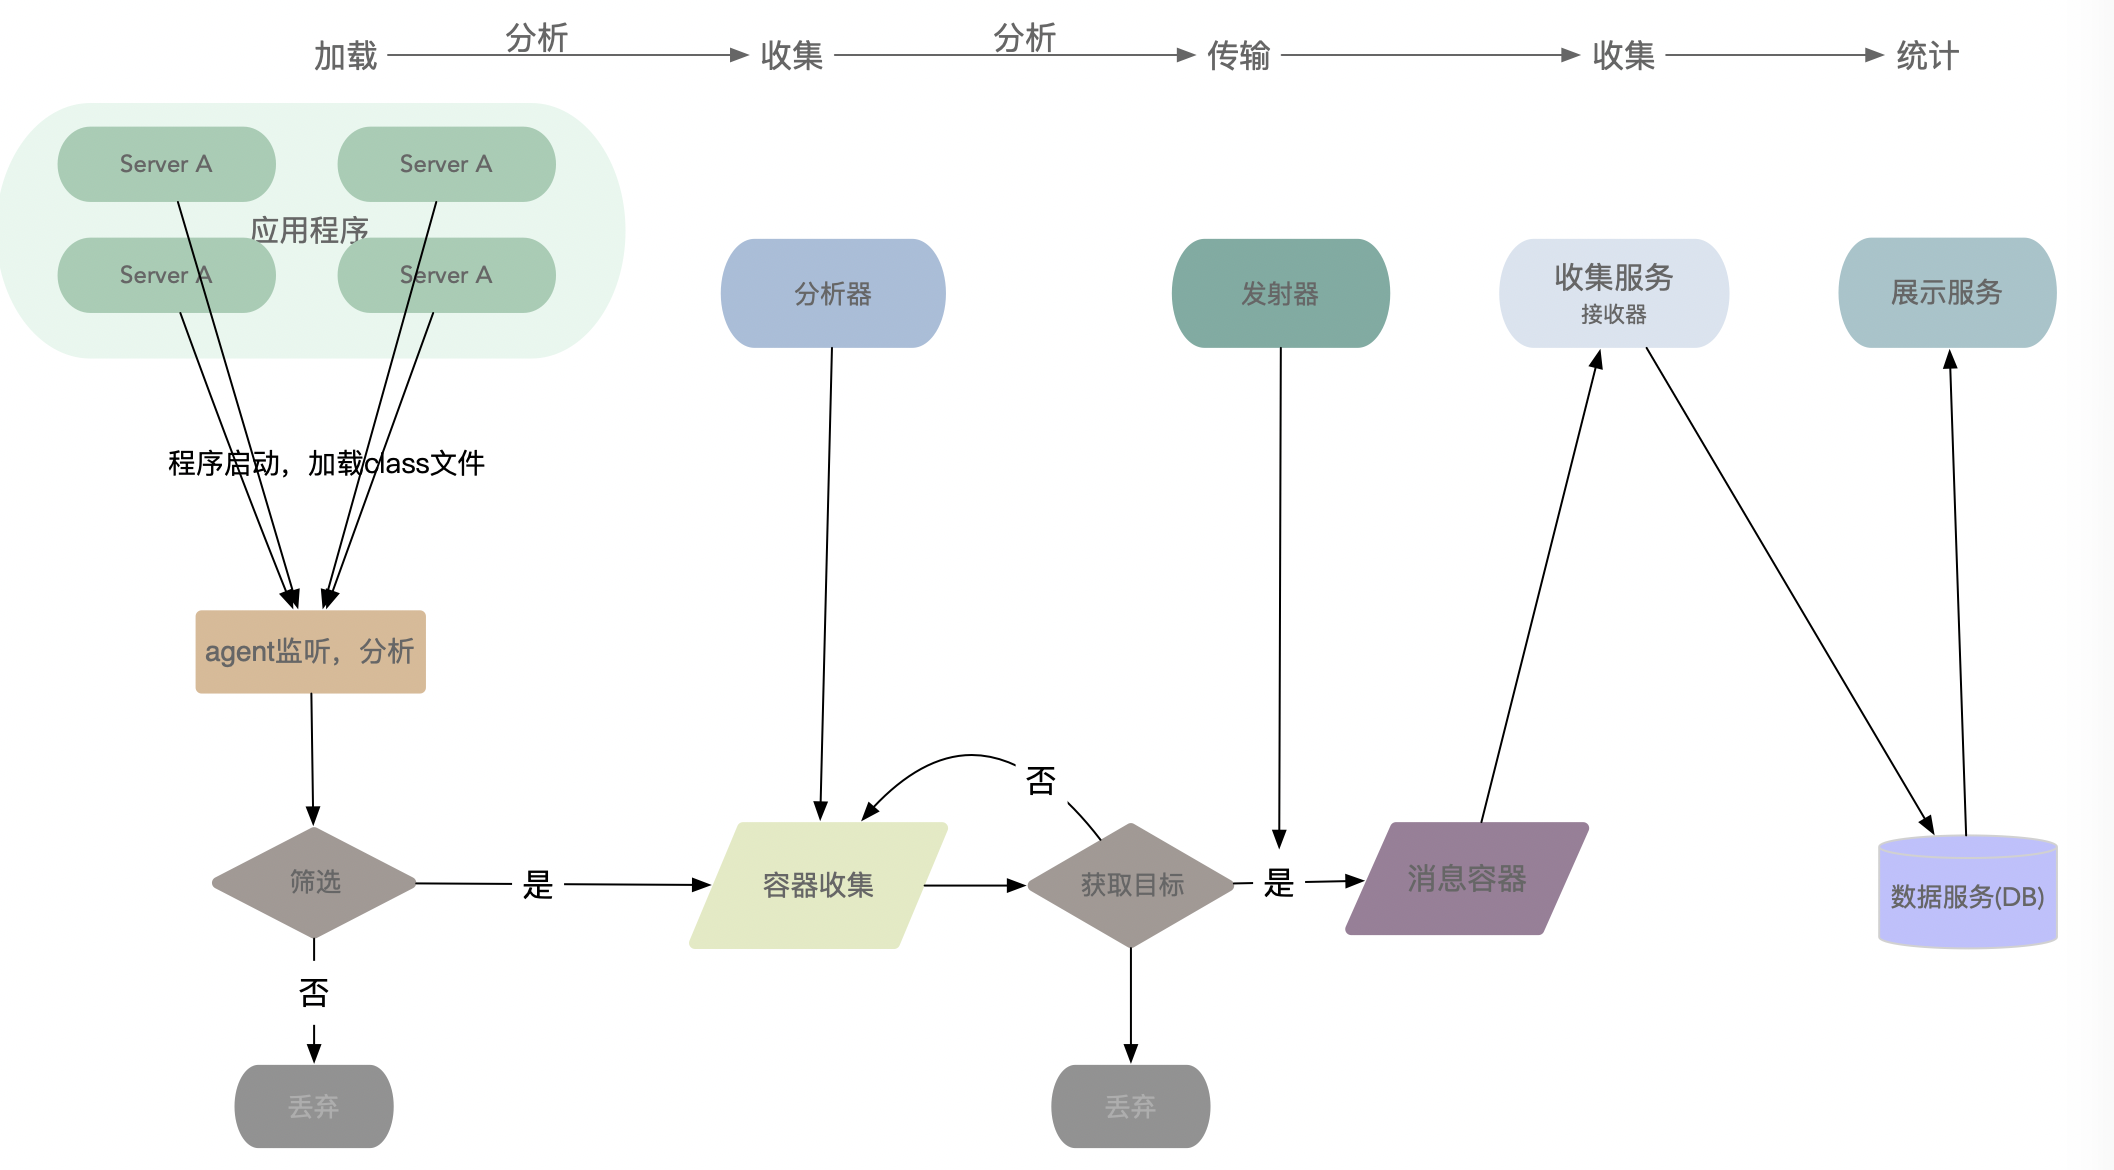 加载
分析
收集
分析
传输
收集
统计
Server A
Server A
应用程序
Server A
Server A
分析器
发射器
收集服务
接收器
展示服务
程序启动，加载class文件
agent监听，分析
否
筛选
是
容器收集
获取目标
是
消息容器
数据服务(DB)
否
丢弃
丢弃